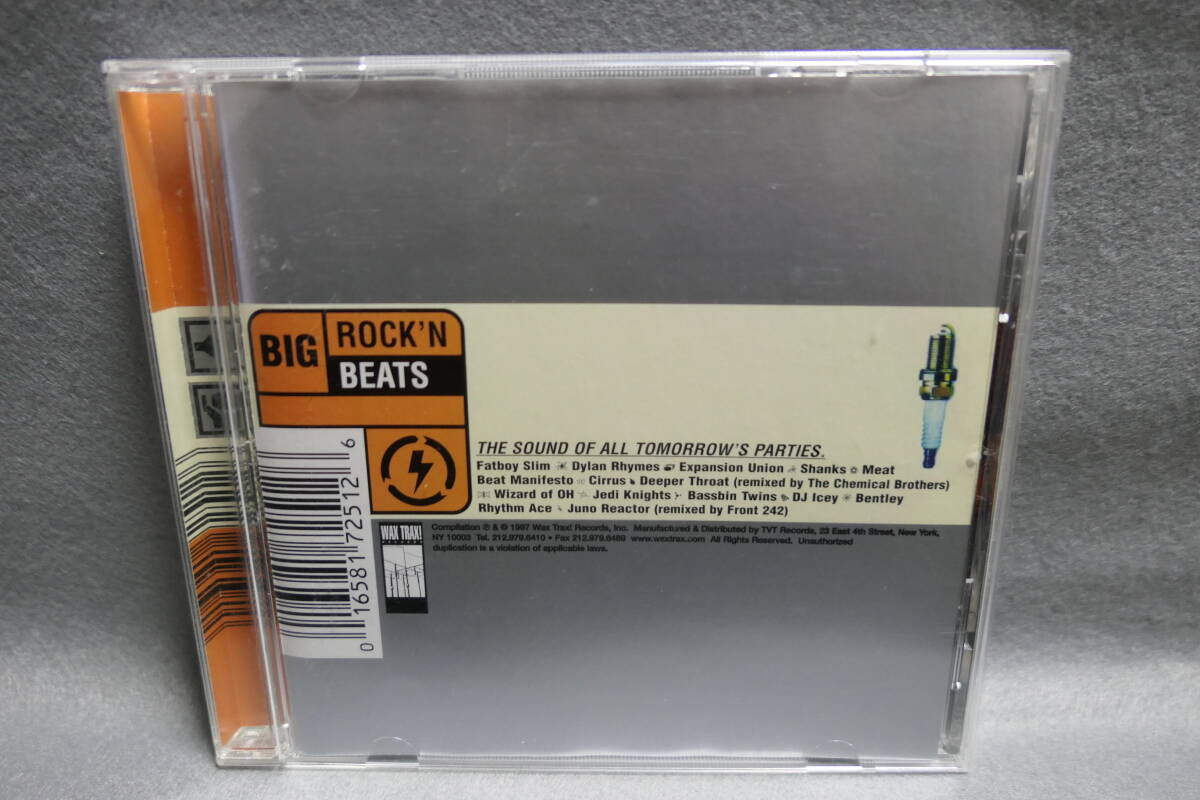 BIG
ROCK'N
BEATS
THE SOUND OF ALL TOMORROW'S PARTIES.
Fatboy Slim Dylan Rhymes Expansion Union Shanks Meat
Beat Manifesto Cirrus Deeper Throat (remixed by The Chemical Brothers)
Wizard of OH Jedi Knights Bassbin Twins DJ Icey Bentley
Rhythm Ace Juno Reactor (remixed by Front 242)
WAX TRAX!
RECORDS
Compilation ℗ & © 1997 Wax Trax! Records, Inc. Manufactured & Distributed by TVT Records, 23 East 4th Street, New York,
NY 10003 Tel. 212.979.6410 • Fax 212.979.6489 www.waxtrax.com All Rights Reserved. Unauthorized
duplication is a violation of applicable laws.
0 16581 72512 6